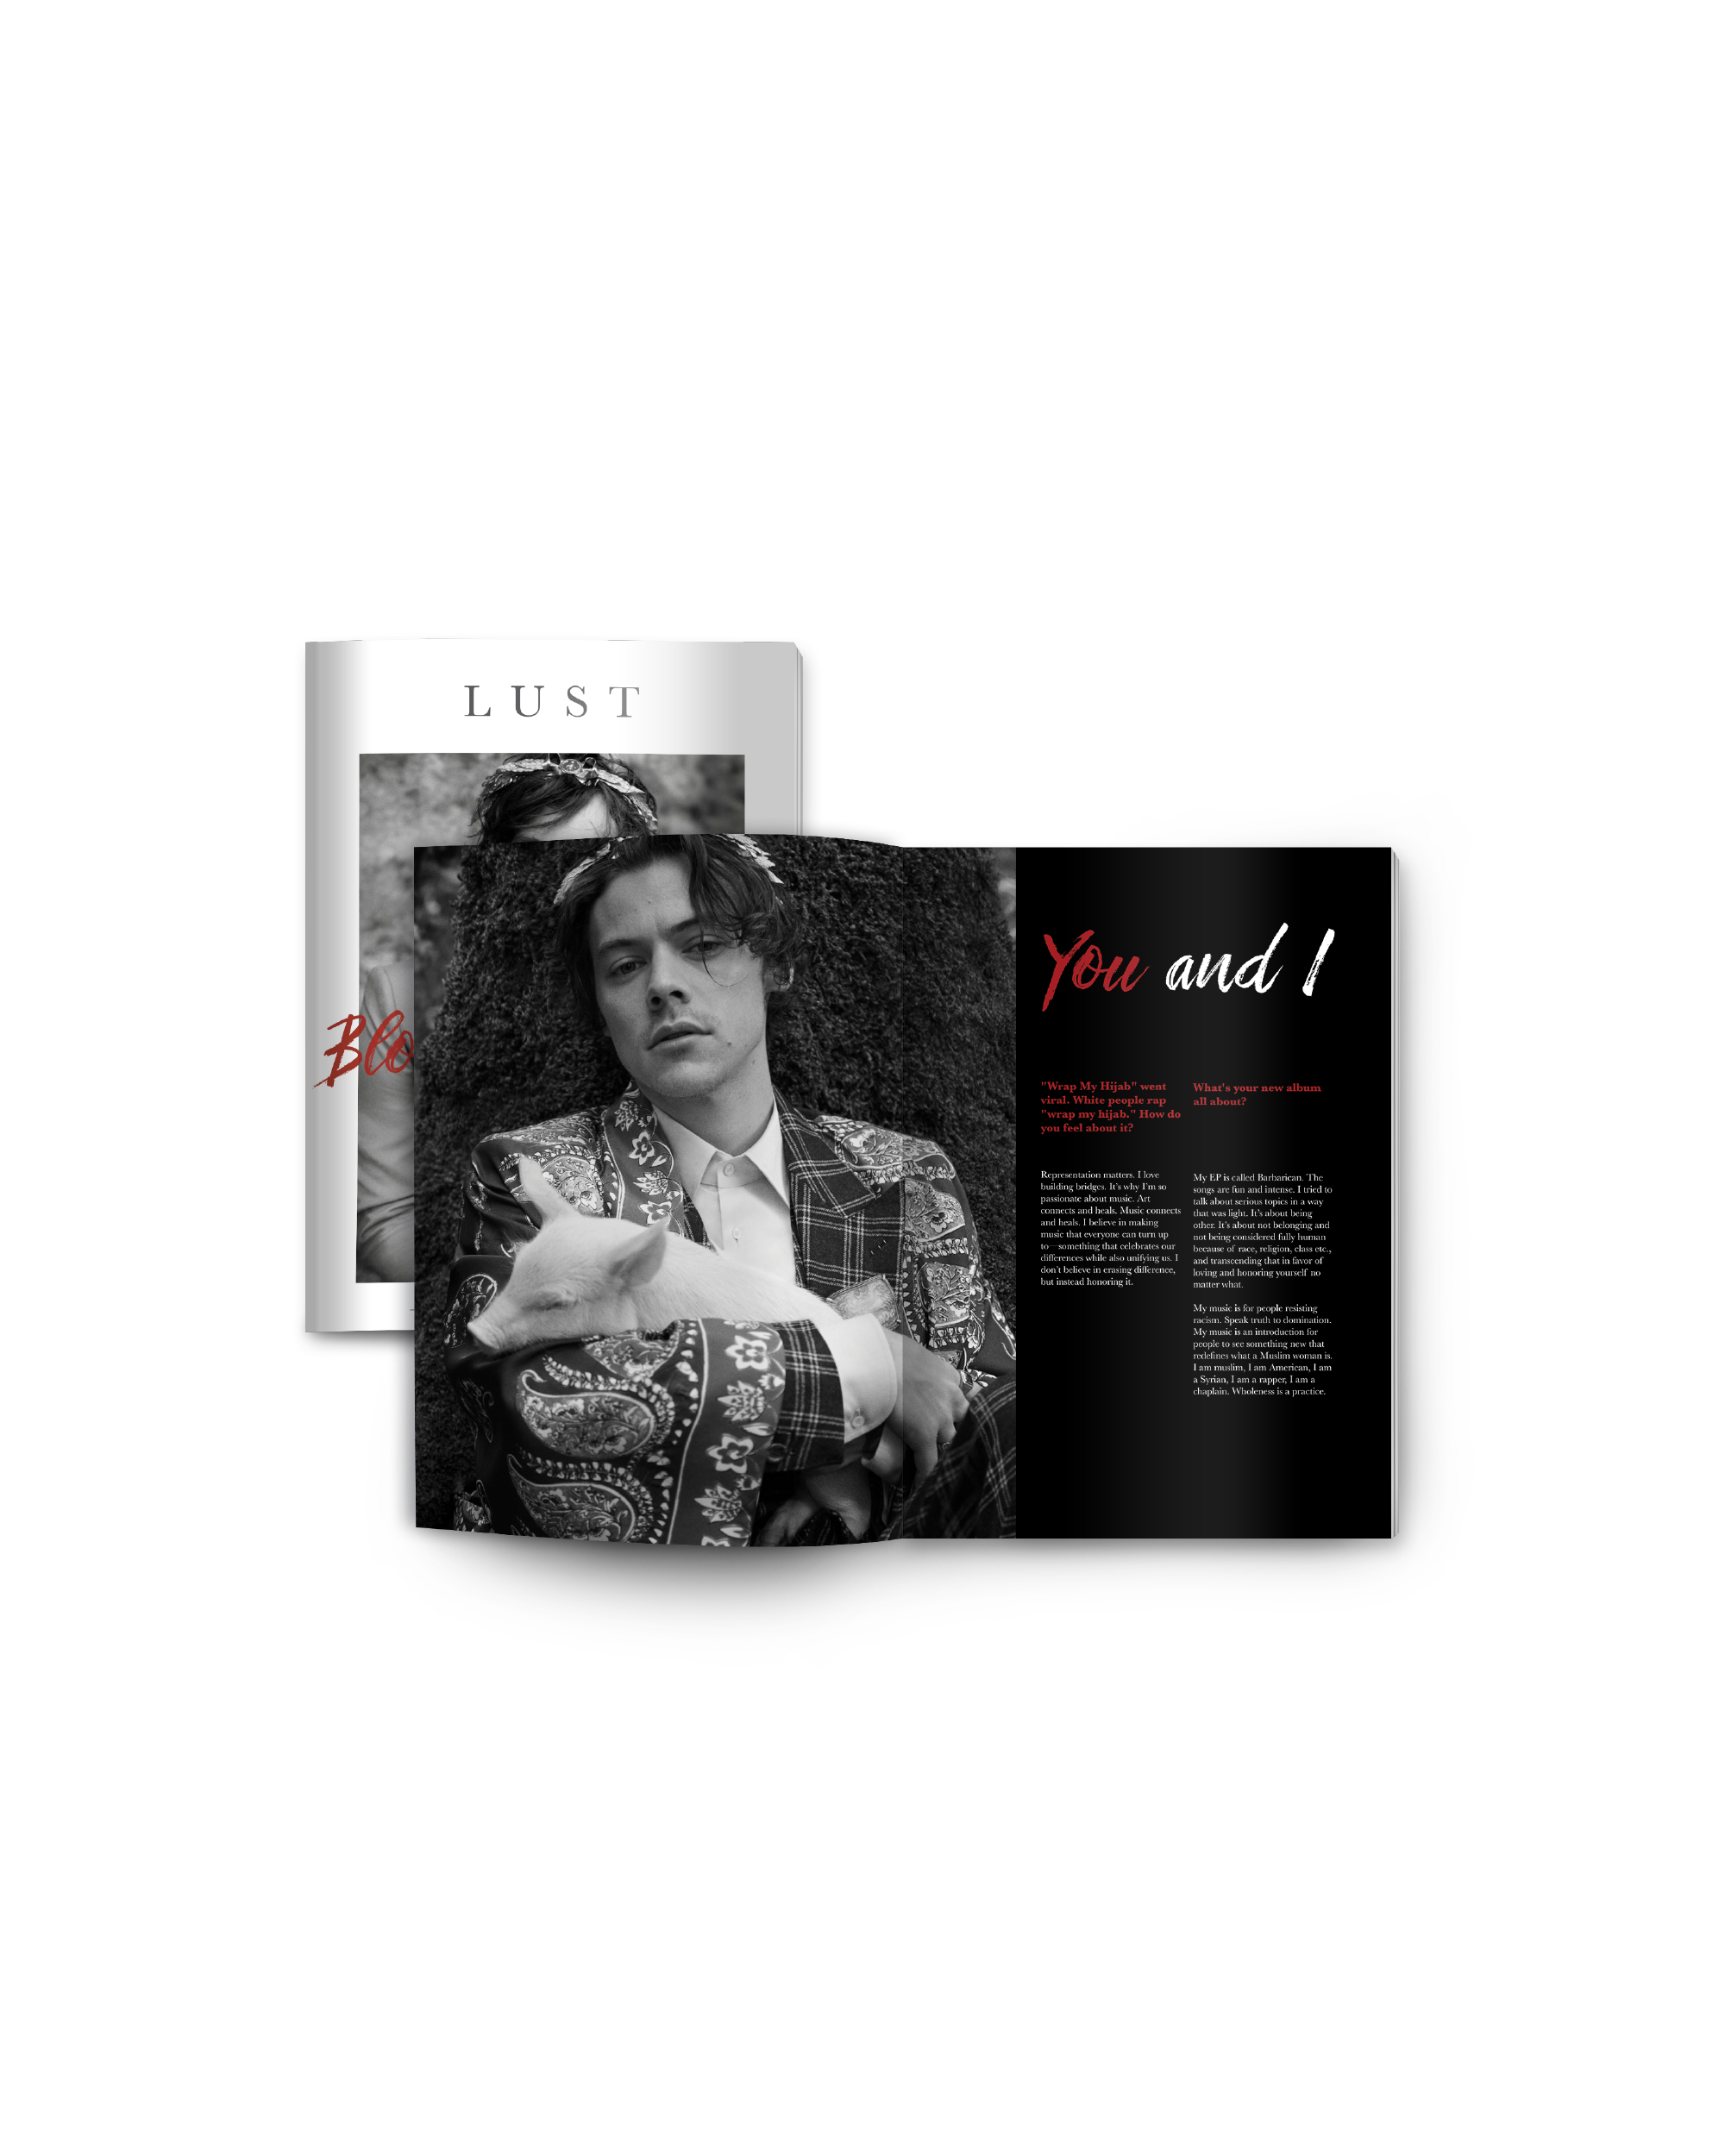 LUST
Blo
You and I
"Wrap My Hijab" went
viral. White people rap
"wrap my hijab." How do
you feel about it?
Representation matters. I love
building bridges. It's why I'm so
passionate about music. Art
connects and heals. Music connects
and heals. I believe in making
music that everyone can turn up
to—something that celebrates our
differences while also unifying us. I
don't believe in erasing difference,
but instead honoring it.
What's your new album
all about?
My EP is called Barbarican. The
songs are fun and intense. I tried to
talk about serious topics in a way
that was light. It's about being
other. It's about not belonging and
not being considered fully human
because of race, religion, class etc.,
and transcending that in favor of
loving and honoring yourself no
matter what.
My music is for people resisting
racism. Speak truth to domination.
My music is an introduction for
people to see something new that
redefines what a Muslim woman is.
I am muslim, I am American, I am
a Syrian, I am a rapper, I am a
chaplain. Wholeness is a practice.